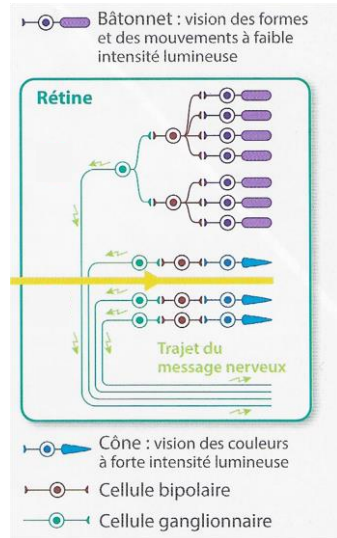 Bâtonnet : vision des formes
et des mouvements à faible
intensité lumineuse
Rétine
Trajet du
message nerveux
Cône : vision des couleurs
à forte intensité lumineuse
Cellule bipolaire
Cellule ganglionnaire